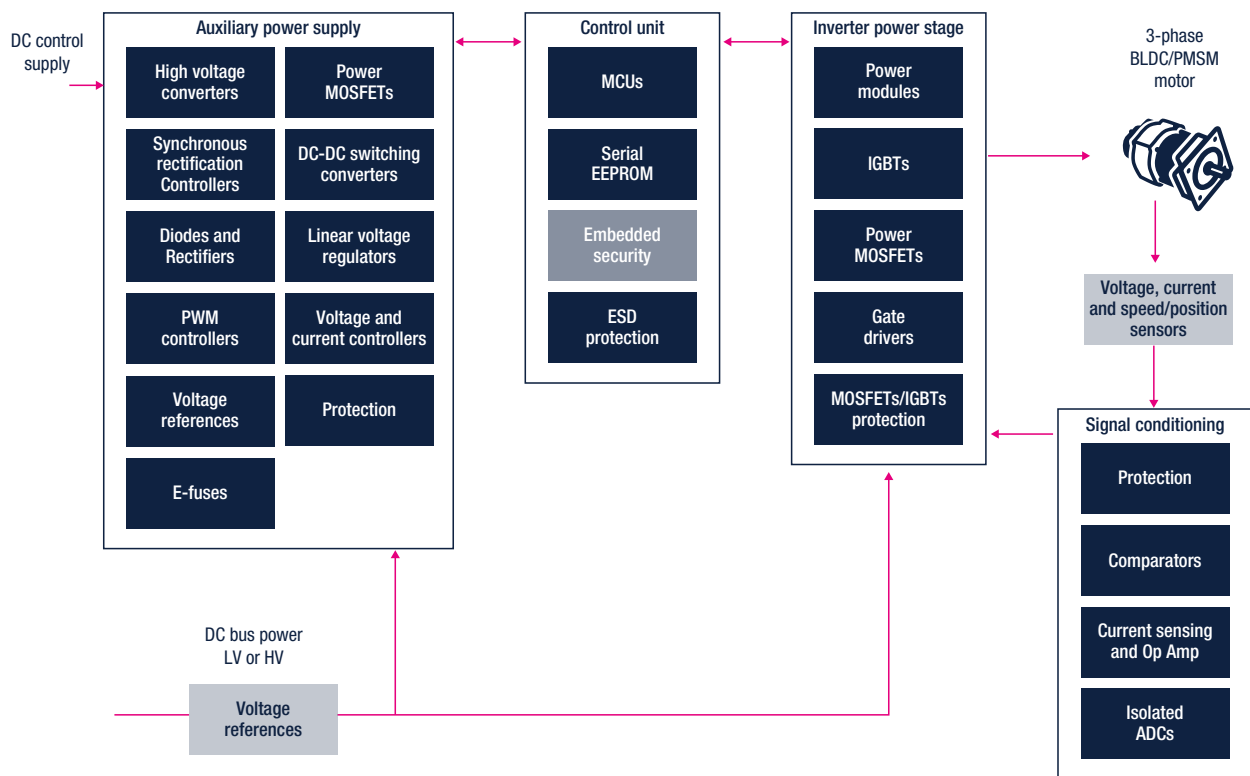 DC control
supply
Auxiliary power supply
High voltage
converters
Power
MOSFETs
Synchronous
rectification
Controllers
DC-DC switching
converters
Diodes and
Rectifiers
Linear voltage
regulators
PWM
controllers
Voltage and
current controllers
Voltage
references
Protection
E-fuses
Control unit
MCUs
Serial
EEPROM
Embedded
security
ESD
protection
Inverter power stage
Power
modules
IGBTs
Power
MOSFETs
Gate
drivers
MOSFETs/IGBTs
protection
3-phase
BLDC/PMSM
motor
Voltage, current
and speed/position
sensors
Signal conditioning
Protection
Comparators
Current sensing
and Op Amp
Isolated
ADCs
DC bus power
LV or HV
Voltage
references